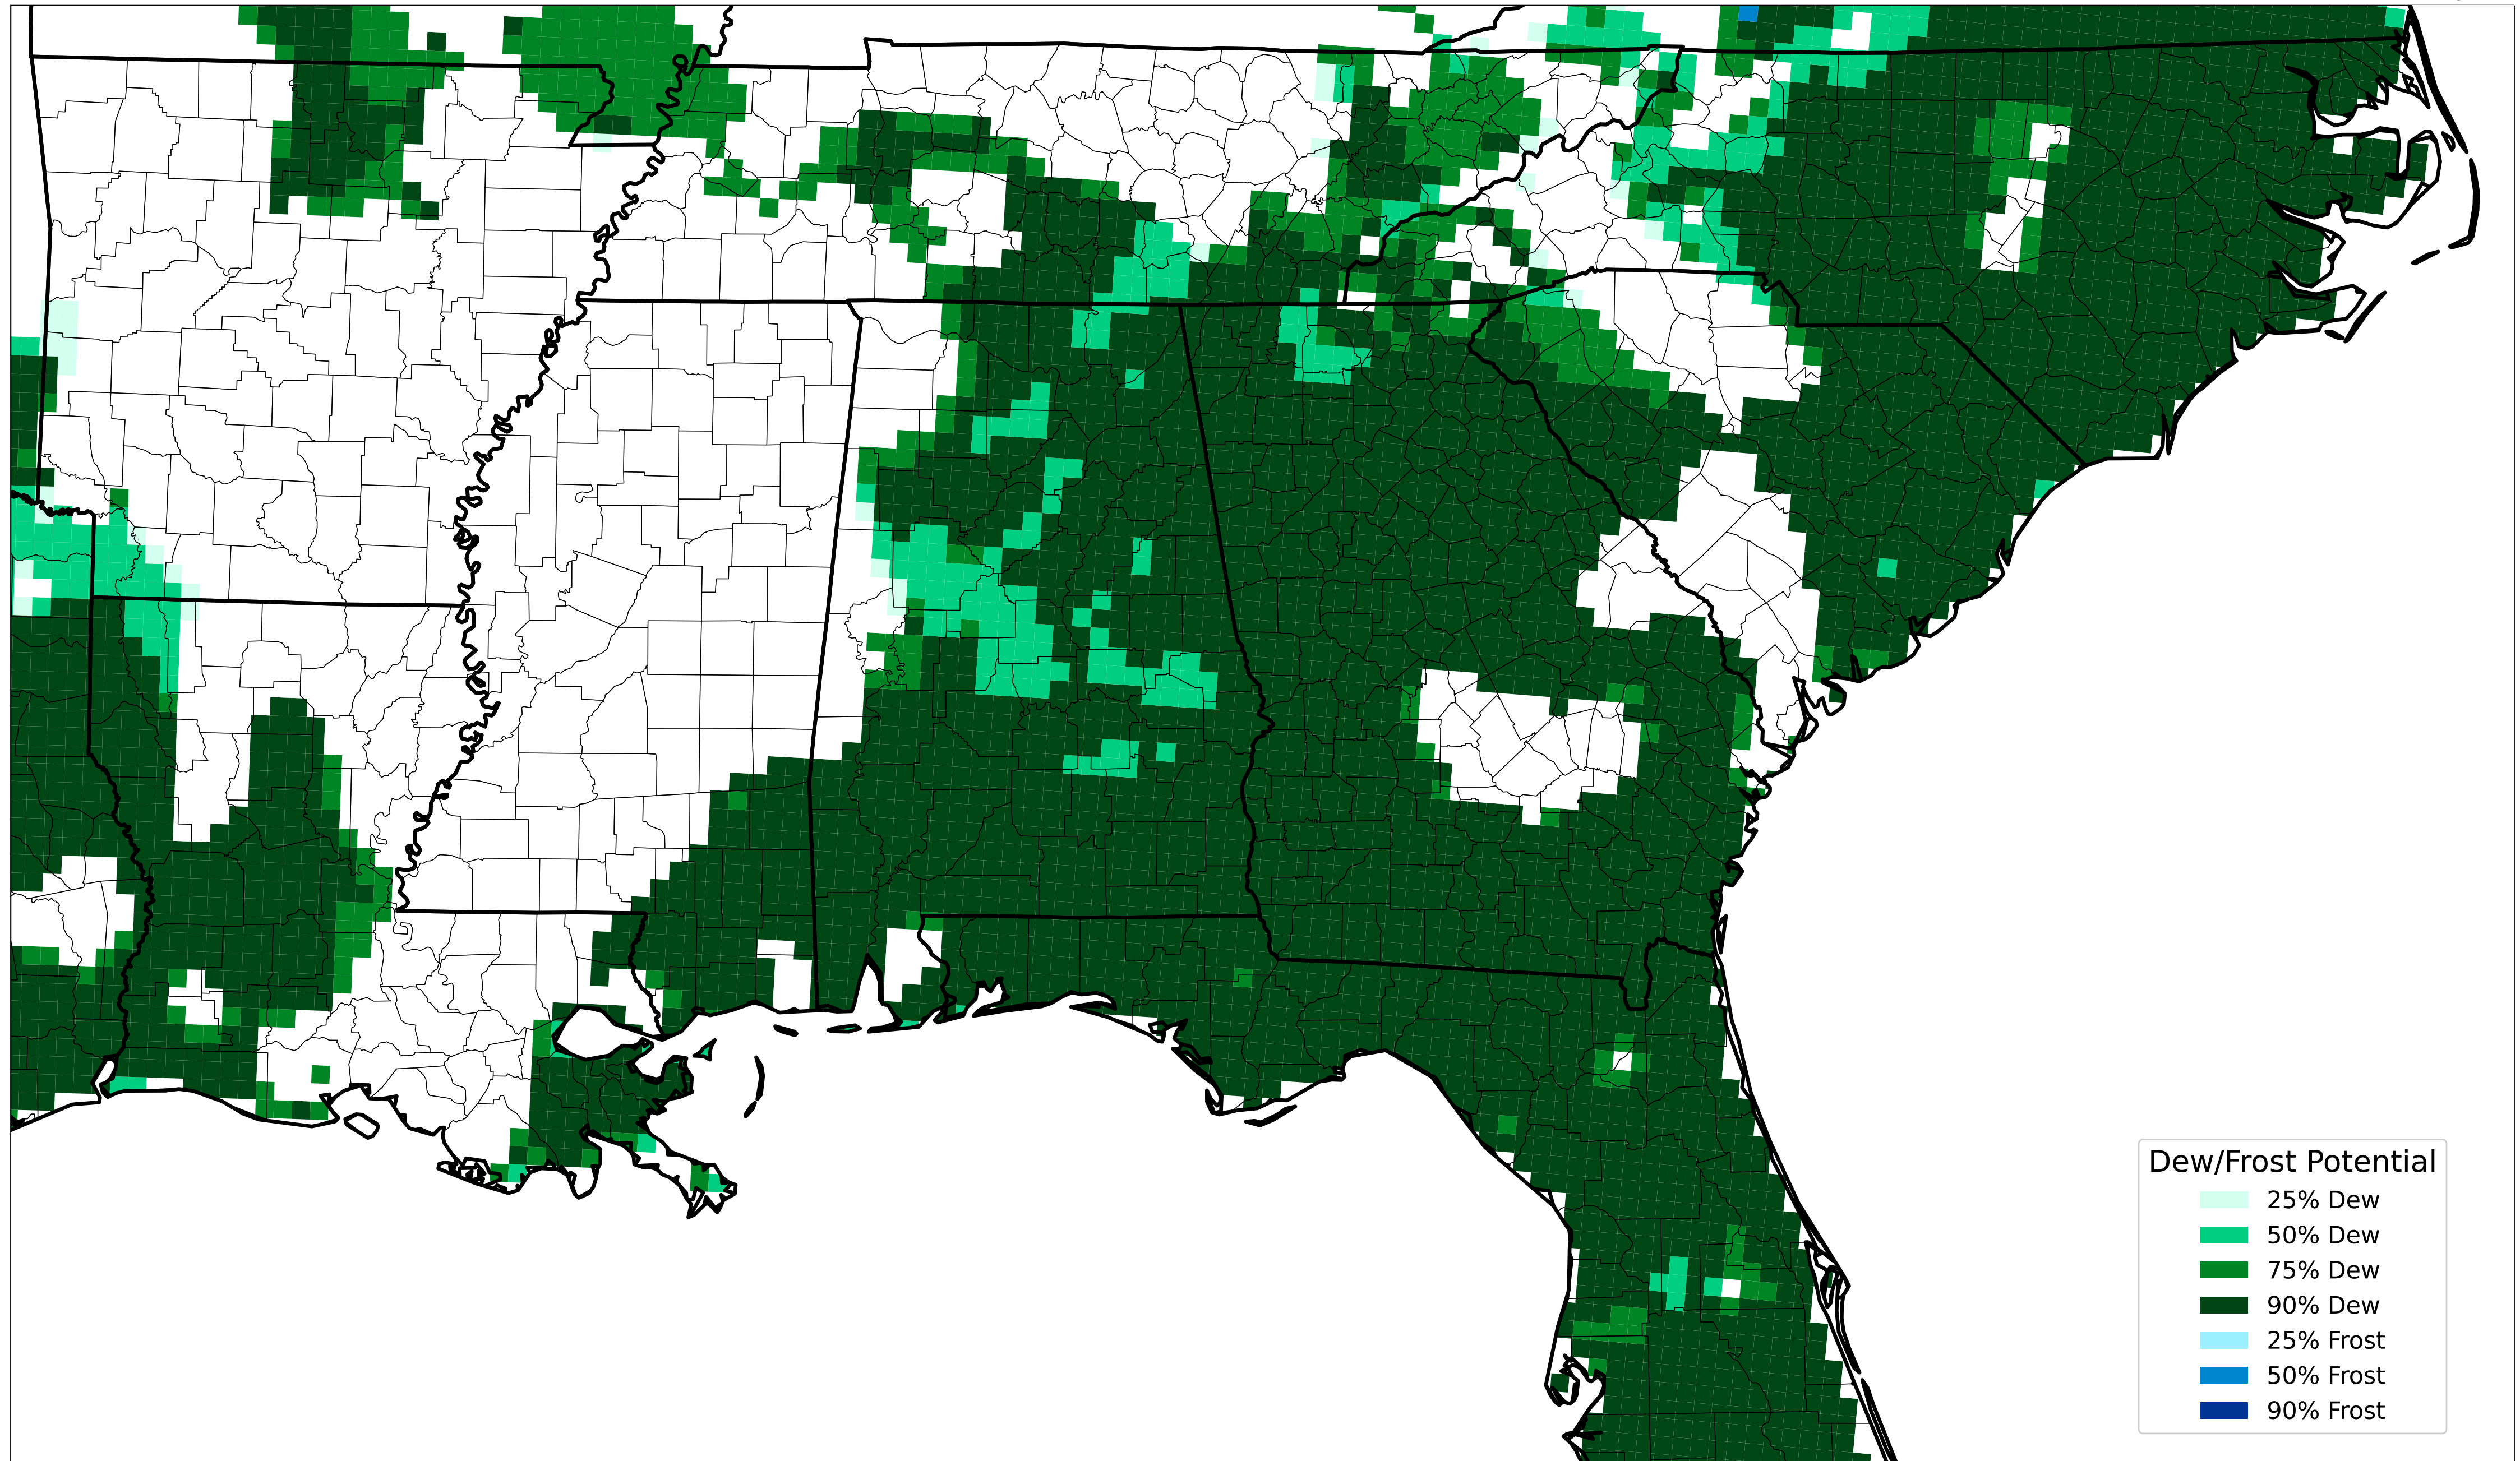 Dew/Frost Potential
25% Dew
50% Dew
75% Dew
90% Dew
25% Frost
50% Frost
90% Frost